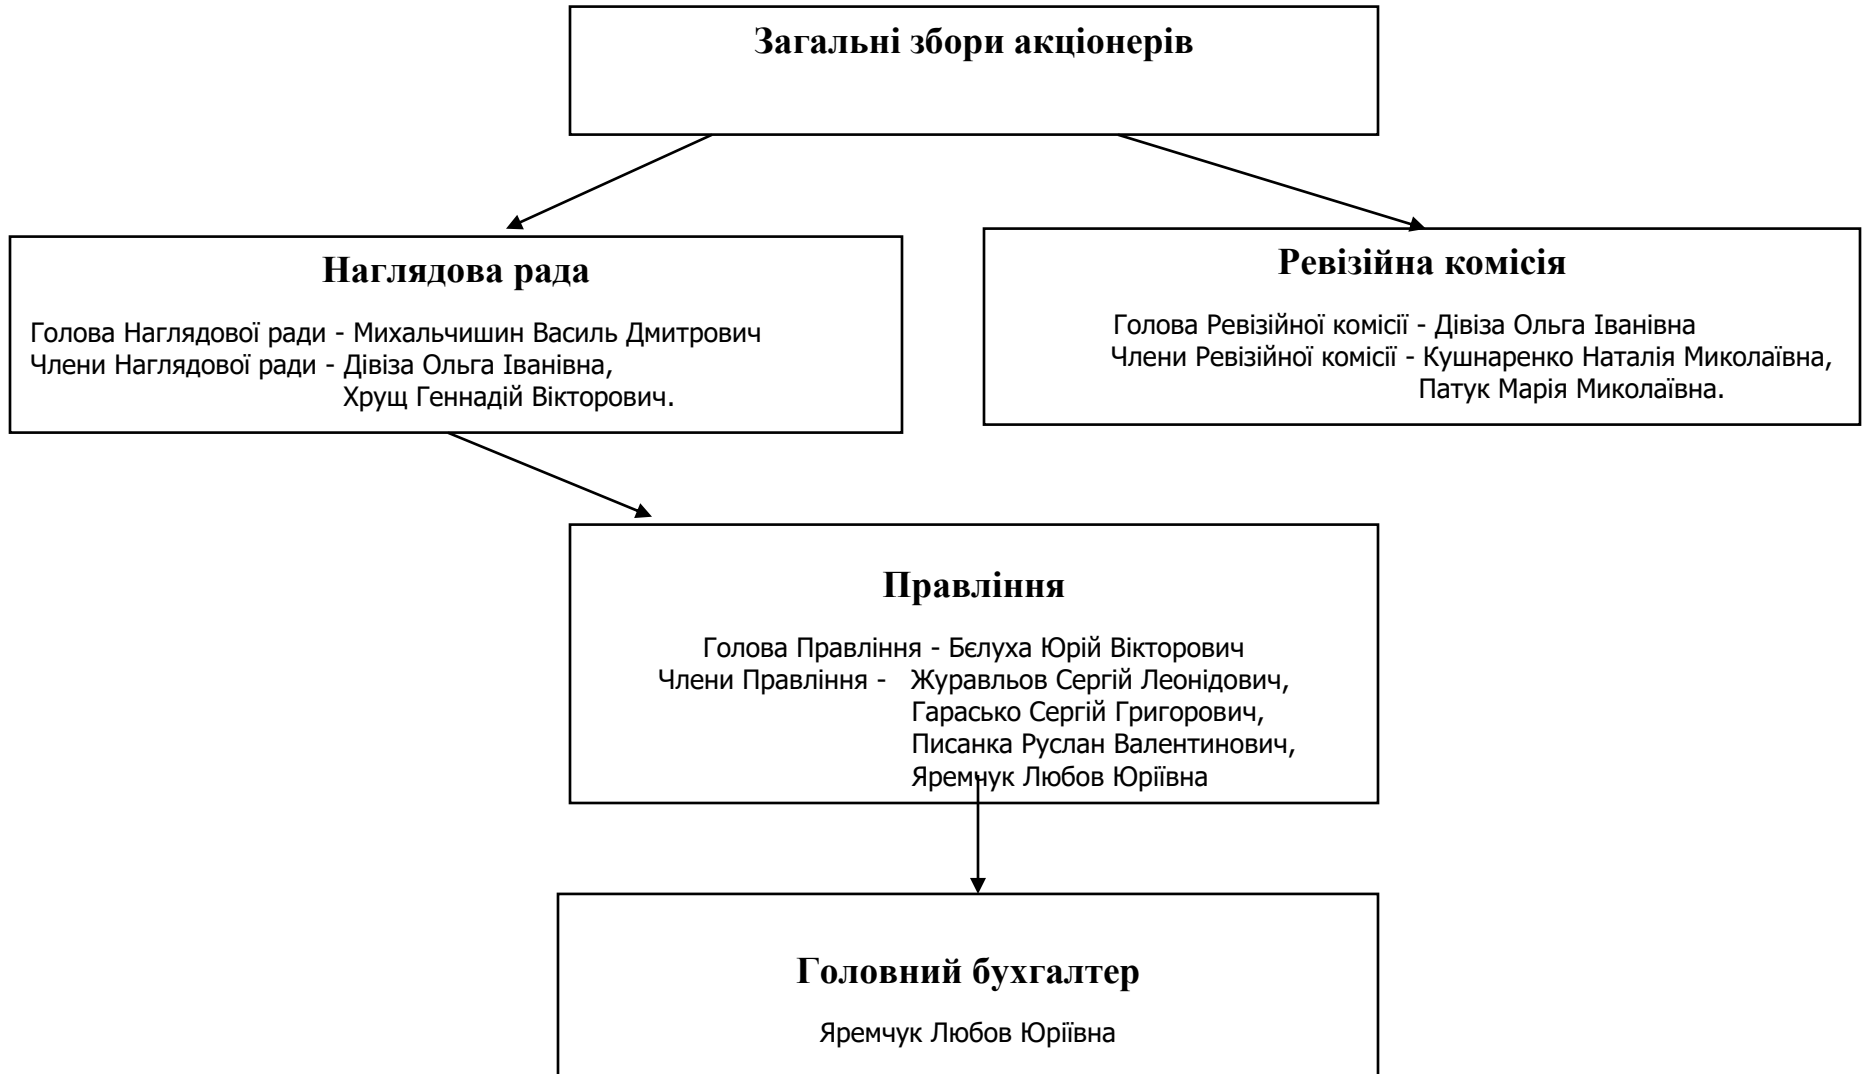 Загальні збори акціонерів
Наглядова рада
Голова Наглядової ради - Михальчишин Василь Дмитрович
Члени Наглядової ради - Дівіза Ольга Іванівна,
Хрущ Геннадій Вікторович.
Ревізійна комісія
Голова Ревізійної комісії - Дівіза Ольга Іванівна
Члени Ревізійної комісії - Кушнаренко Наталія Миколаївна,
Патук Марія Миколаївна.
Правління
Голова Правління - Бєлуха Юрій Вікторович
Члени Правління - Журавльов Сергій Леонідович,
Гарасько Сергій Григорович,
Писанка Руслан Валентинович,
Яремчук Любов Юріївна
Головний бухгалтер
Яремчук Любов Юріївна